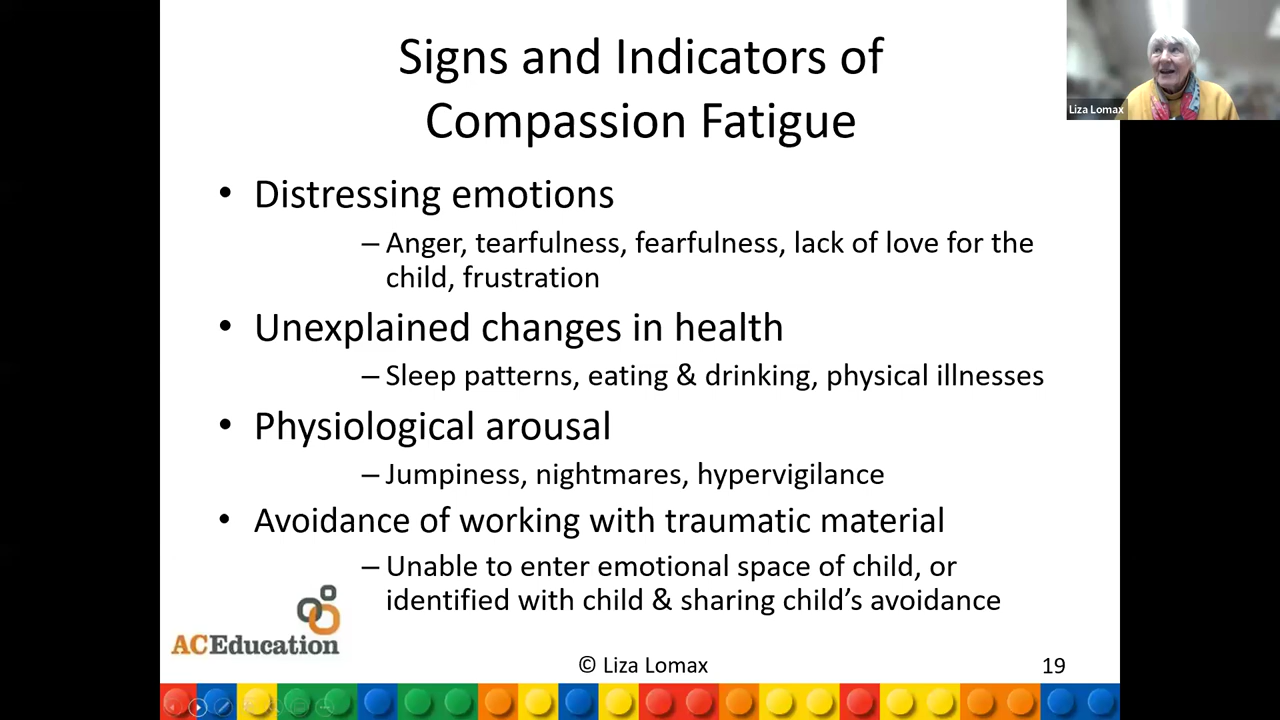 Signs and Indicators of
Compassion Fatigue
Liza Lomax
• Distressing emotions
– Anger, tearfulness, fearfulness, lack of love for the
child, frustration
• Unexplained changes in health
– Sleep patterns, eating & drinking, physical illnesses
• Physiological arousal
– Jumpiness, nightmares, hypervigilance
• Avoidance of working with traumatic material
– Unable to enter emotional space of child, or
identified with child & sharing child’s avoidance
ACEducation
© Liza Lomax
19